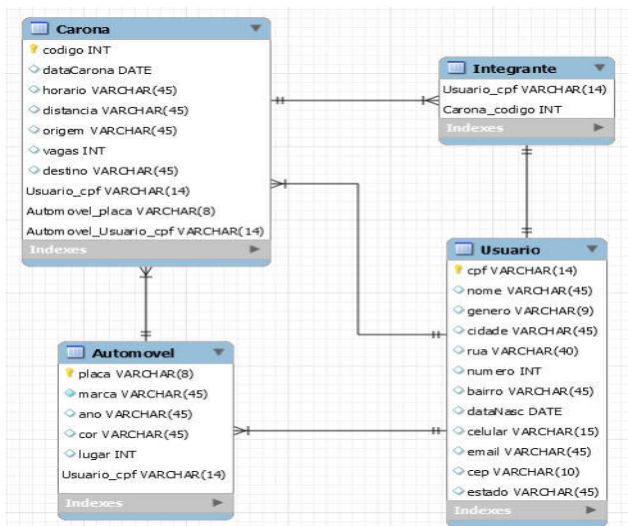 Carona
codigo INT
dataCarona DATE
horario VARCHAR(45)
distancia VARCHAR(45)
origem VARCHAR(45)
vagas INT
destino VARCHAR(45)
Usuario_cpf VARCHAR(14)
Automovel_placa VARCHAR(8)
Automovel_Usuario_cpf VARCHAR(14)
Indexes
Integrante
Usuario_cpf VARCHAR(14)
Carona_codigo INT
Indexes
Automovel
placa VARCHAR(8)
marca VARCHAR(45)
ano VARCHAR(45)
cor VARCHAR(45)
lugar INT
Usuario_cpf VARCHAR(14)
Indexes
Usuario
cpf VARCHAR(14)
nome VARCHAR(45)
genero VARCHAR(9)
cidade VARCHAR(45)
rua VARCHAR(40)
numero INT
bairro VARCHAR(45)
dataNasc DATE
celular VARCHAR(15)
email VARCHAR(45)
cep VARCHAR(10)
estado VARCHAR(45)
Indexes